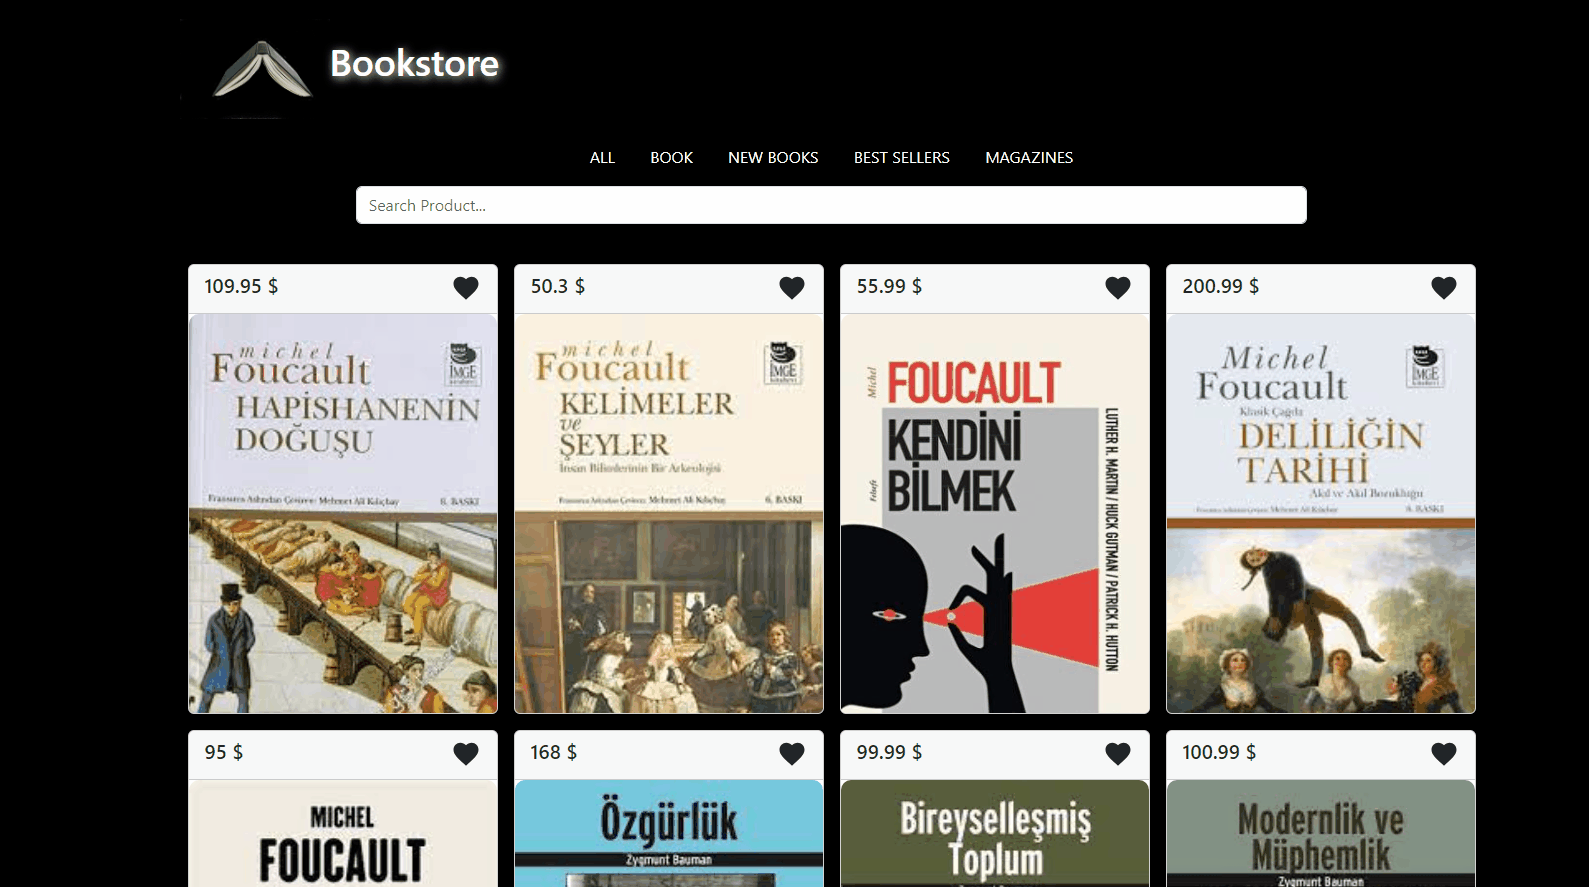 Bookstore
ALL BOOK NEW BOOKS BEST SELLERS MAGAZINES
Search Product...
109.95 $
michel
Foucault
İMGE
kitabevi
HAPİSHANENİN
DOĞUŞU
Fransızca Aslından Çeviren: Mehmet Ali Kılıçbay
6. BASKI
50.3 $
michel
Foucault
İMGE
kitabevi
KELİMELER
ve
ŞEYLER
İnsan Bilimlerinin Bir Arkeolojisi
Fransızca Aslından Çeviren: Mehmet Ali Kılıçbay
6. BASKI
55.99 $
Michel
FOUCAULT
KENDİNİ
BİLMEK
Felsefe
LUTHER H. MARTIN / HUCK GUTMAN / PATRICK H. HUTTON
200.99 $
Michel
Foucault
İMGE
kitabevi
Klasik Çağda
DELİLİĞİN
TARİHİ
Akıl ve Akıl Bozukluğu
Fransızca Aslından Çeviren: Mehmet Ali Kılıçbay
95 $
MICHEL
FOUCAULT
168 $
Özgürlük
Zygmunt Bauman
99.99 $
Bireyselleşmiş
Toplum
100.99 $
Modernlik ve
Müphemlik
Zygmunt Bauman